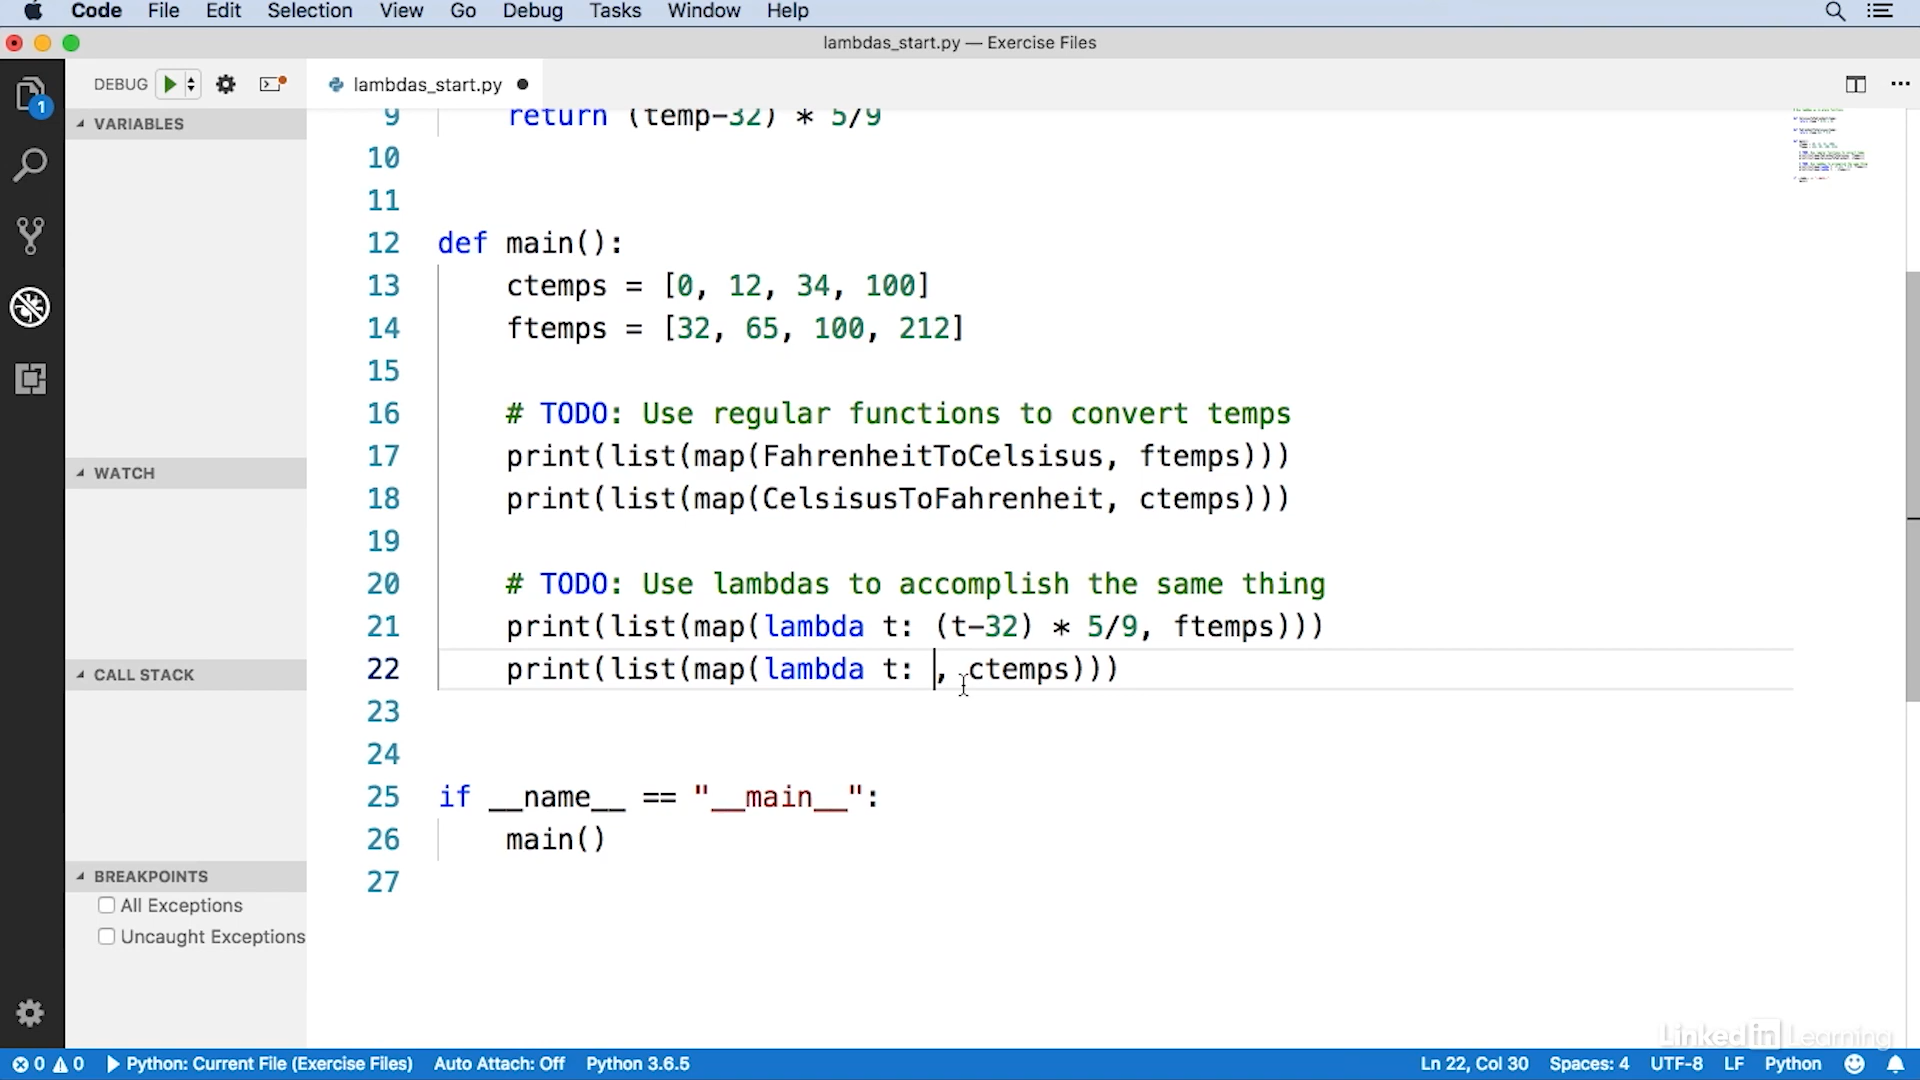 Code File Edit Selection View Go Debug Tasks Window Help
lambdas_start.py — Exercise Files
DEBUG
lambdas_start.py
1
VARIABLES
WATCH
CALL STACK
BREAKPOINTS
All Exceptions
Uncaught Exceptions
9 return (temp-32) * 5/9
10
11
12 def main():
13 ctemps = [0, 12, 34, 100]
14 ftemps = [32, 65, 100, 212]
15
16 # TODO: Use regular functions to convert temps
17 print(list(map(FahrenheitToCelsisus, ftemps)))
18 print(list(map(CelsisusToFahrenheit, ctemps)))
19
20 # TODO: Use lambdas to accomplish the same thing
21 print(list(map(lambda t: (t-32) * 5/9, ftemps)))
22 print(list(map(lambda t: , ctemps)))
23
24
25 if __name__ == "__main__":
26 main()
27
Linked in Learning
0 0 Python: Current File (Exercise Files) Auto Attach: Off Python 3.6.5 Ln 22, Col 30 Spaces: 4 UTF-8 LF Python